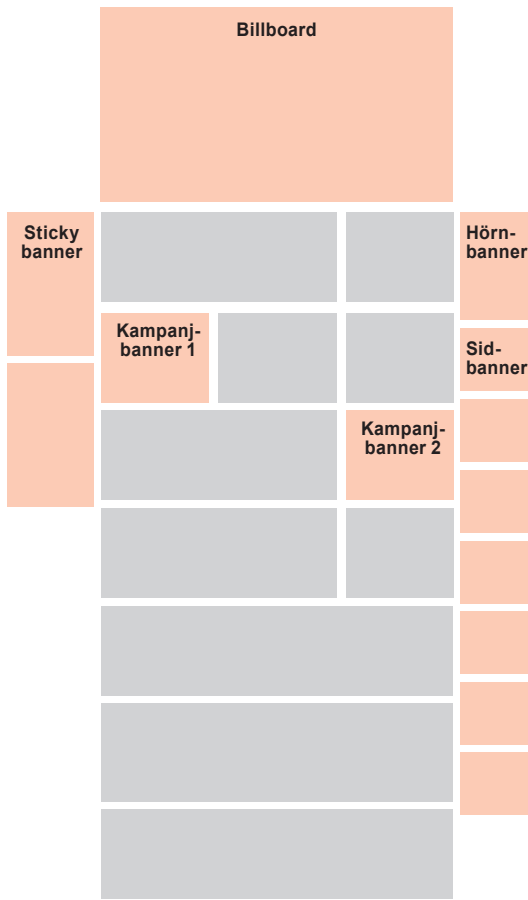 Billboard
Sticky
banner
Hörn-
banner
Kampanj-
banner 1
Sid-
banner
Kampanj-
banner 2